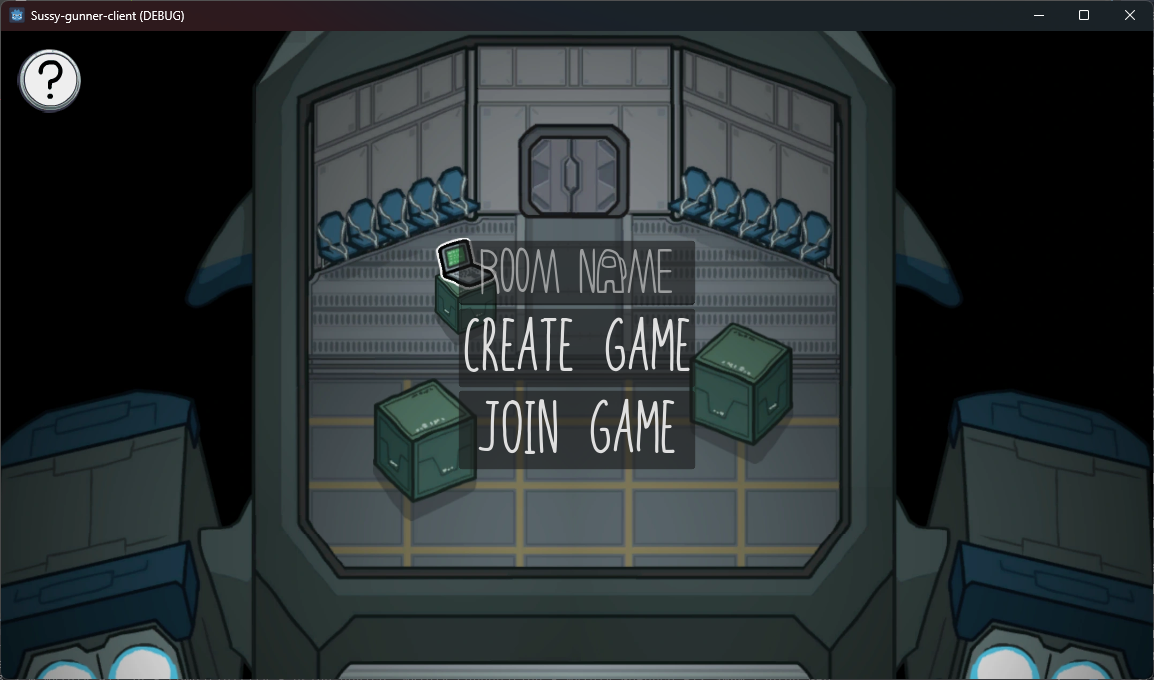 Sussy-gunner-client (DEBUG)
?
ROOM NAME
CREATE GAME
JOIN GAME